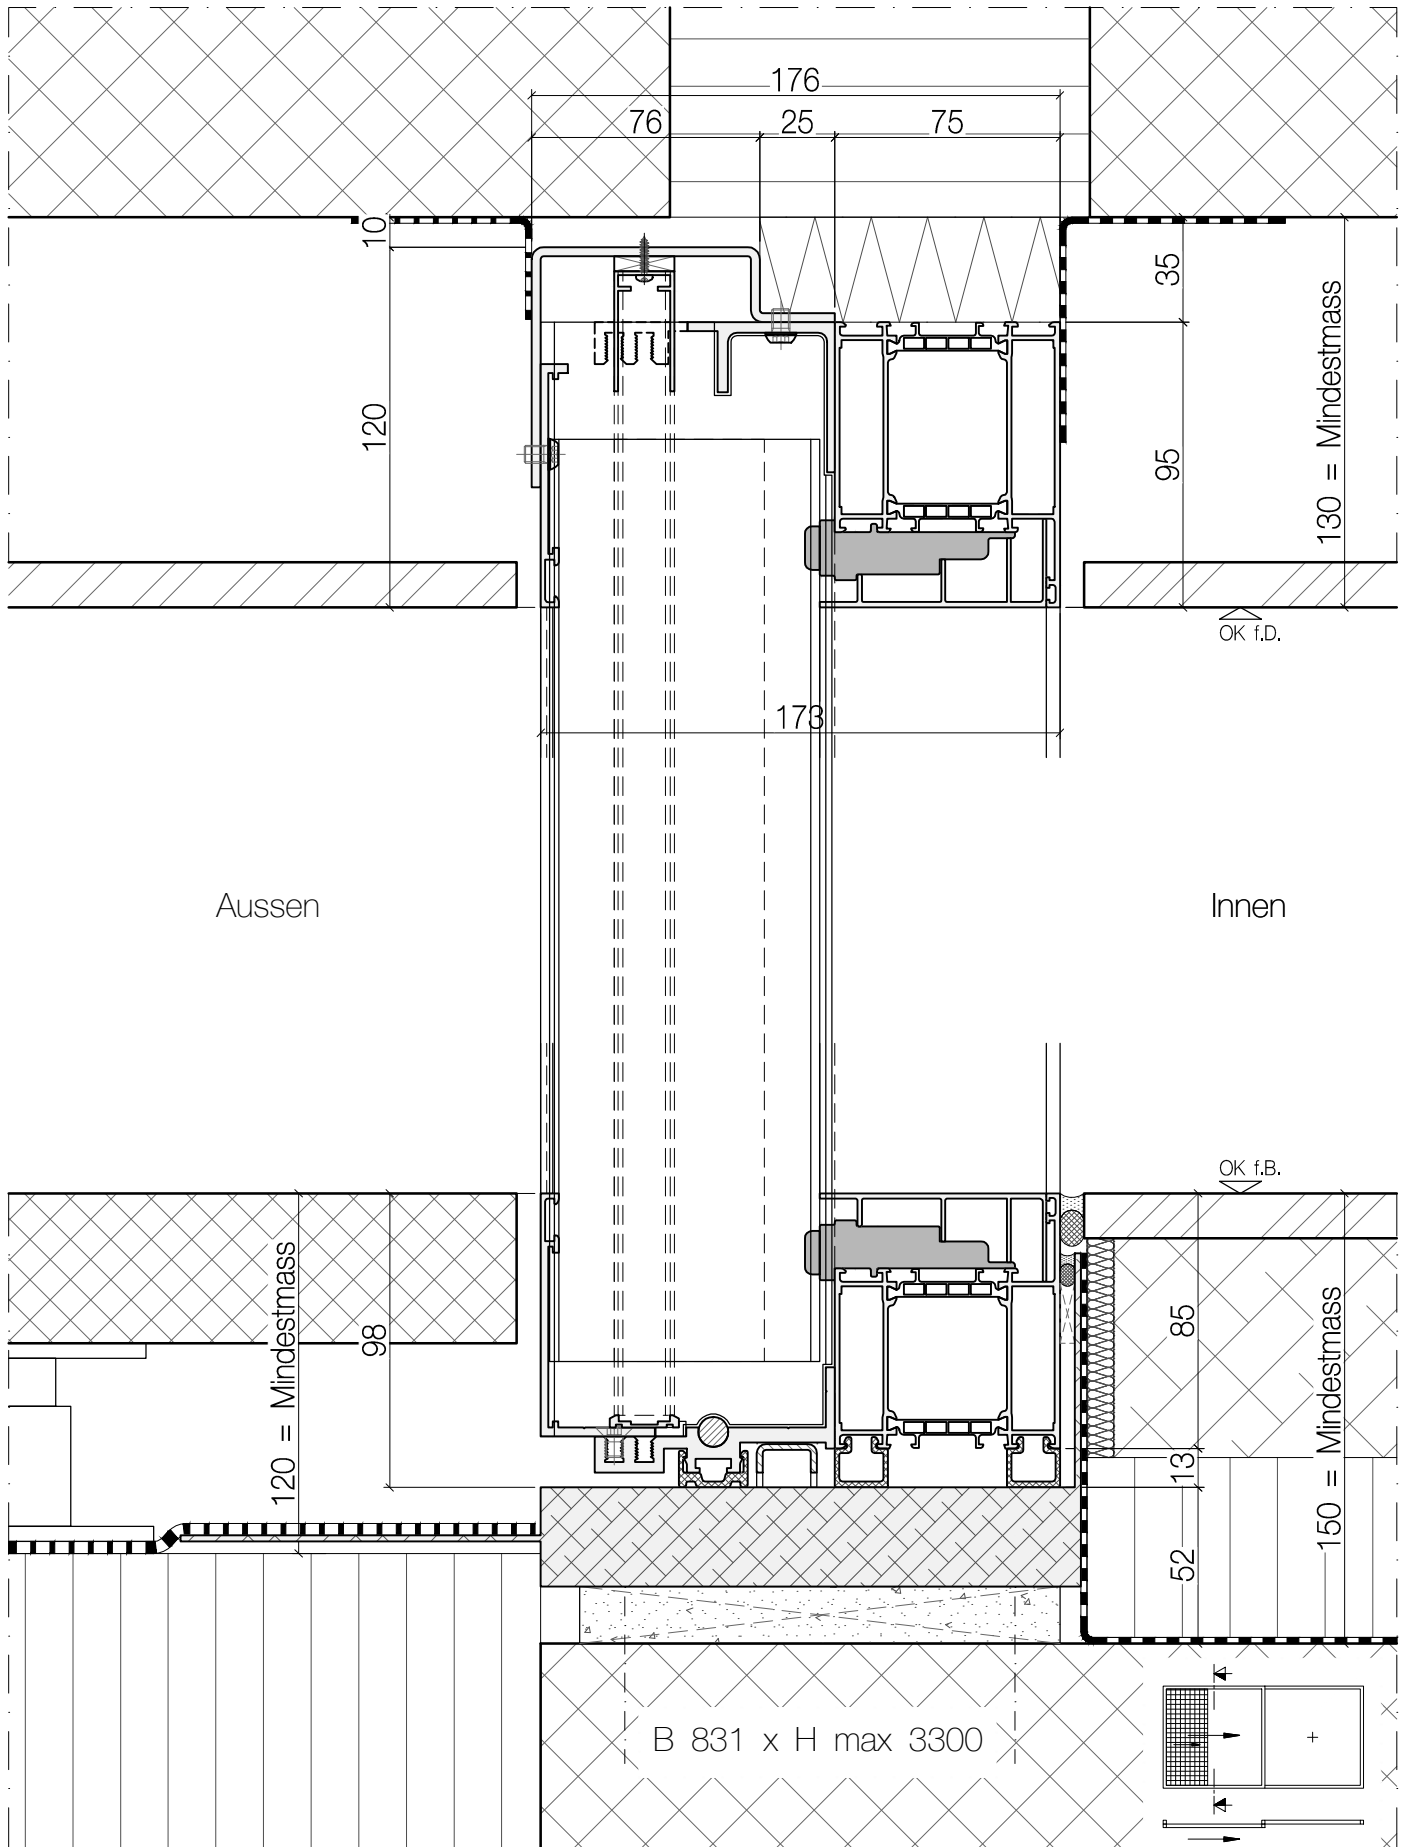 176
76 25 75
10
35
120
95
130 = Mindestmass
OK f.D.
173
Aussen
Innen
OK f.B.
98
120 = Mindestmass
85
13
52
150 = Mindestmass
B 831 x H max 3300